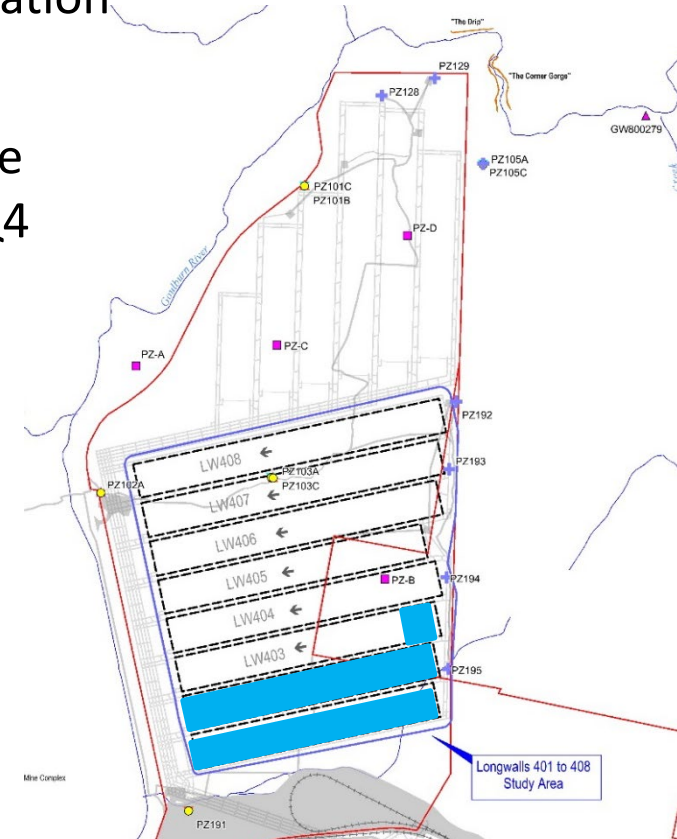 ation
"The Drip"
PZ129
"The Corner Gorge"
PZ128
GW800279
e
PZ105A
PZ105C
PZ101C
PZ101B
4
PZ-D
Goulburn River
PZ-C
PZ-A
PZ192
LW408
PZ193
PZ103A
PZ103C
PZ102A
LW407
LW406
LW405
PZ-B
PZ194
LW404
LW403
PZ195
Longwalls 401 to 408
Study Area
Mine Complex
PZ191